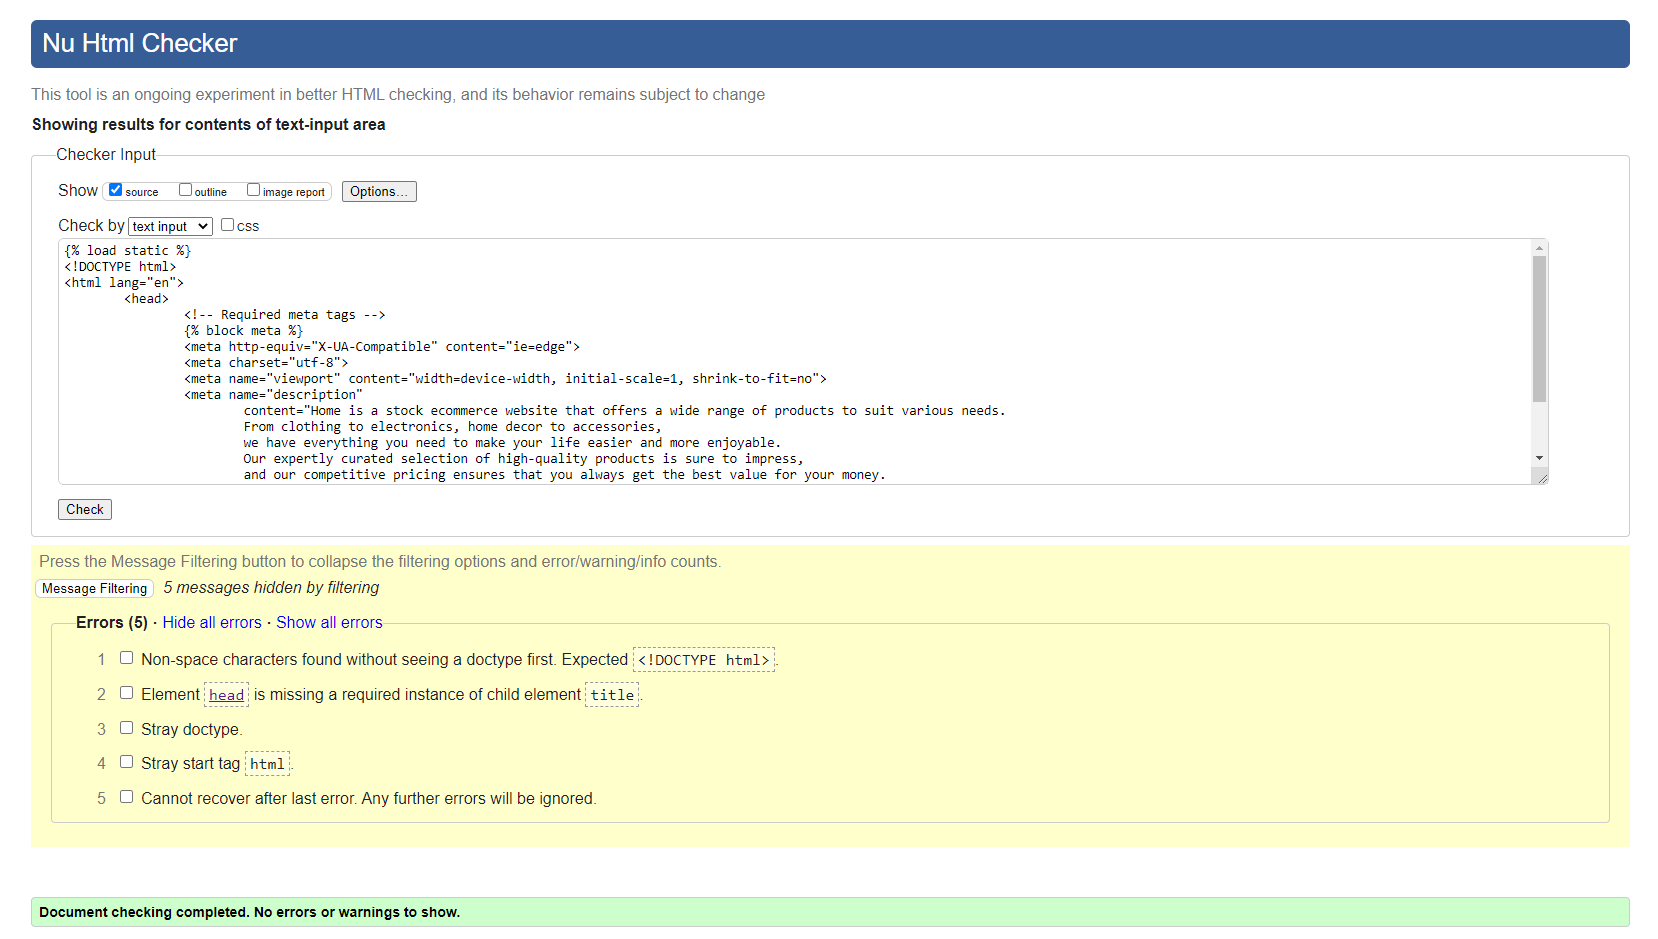 Nu Html Checker
This tool is an ongoing experiment in better HTML checking, and its behavior remains subject to change
Showing results for contents of text-input area
Checker Input
Show source outline image report Options...
Check by text input css
{% load static %}
<!DOCTYPE html>
<html lang="en">
<head>
<!-- Required meta tags -->
{% block meta %}
<meta http-equiv="X-UA-Compatible" content="ie=edge">
<meta charset="utf-8">
<meta name="viewport" content="width=device-width, initial-scale=1, shrink-to-fit=no">
<meta name="description"
content="Home is a stock ecommerce website that offers a wide range of products to suit various needs.
From clothing to electronics, home decor to accessories,
we have everything you need to make your life easier and more enjoyable.
Our expertly curated selection of high-quality products is sure to impress,
and our competitive pricing ensures that you always get the best value for your money.
Check
Press the Message Filtering button to collapse the filtering options and error/warning/info counts.
Message Filtering 5 messages hidden by filtering
Errors (5) · Hide all errors · Show all errors
1 Non-space characters found without seeing a doctype first. Expected <!DOCTYPE html>.
2 Element head is missing a required instance of child element title.
3 Stray doctype.
4 Stray start tag html.
5 Cannot recover after last error. Any further errors will be ignored.
Document checking completed. No errors or warnings to show.